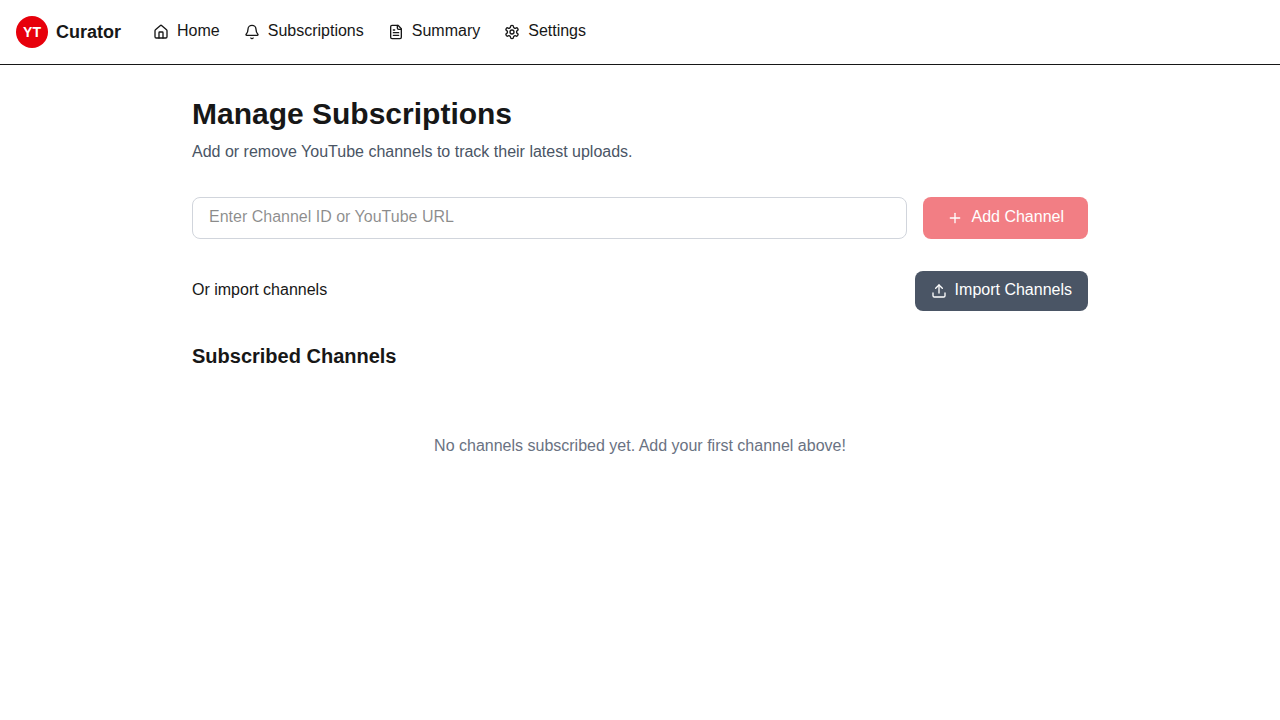 YT Curator Home Subscriptions Summary Settings
Manage Subscriptions
Add or remove YouTube channels to track their latest uploads.
Enter Channel ID or YouTube URL Add Channel
Or import channels Import Channels
Subscribed Channels
No channels subscribed yet. Add your first channel above!